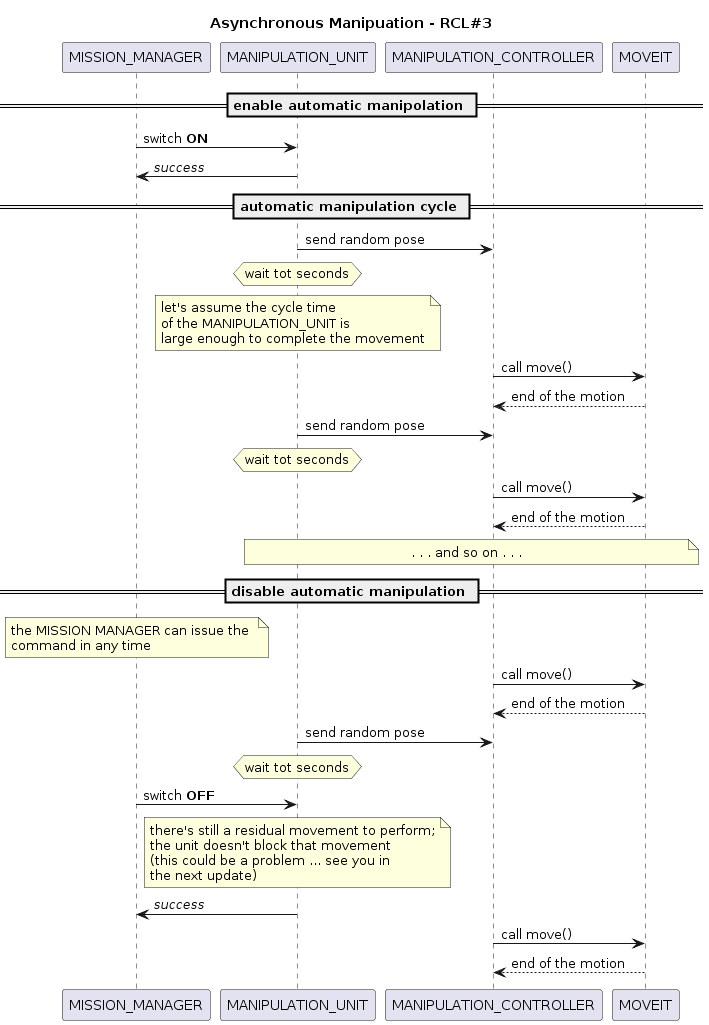 Asynchronous Manipuation - RCL#3
MISSION_MANAGER MANIPULATION_UNIT MANIPULATION_CONTROLLER MOVEIT
enable automatic manipolation
switch ON
success
automatic manipulation cycle
send random pose
wait tot seconds
let's assume the cycle time
of the MANIPULATION_UNIT is
large enough to complete the movement
call move()
end of the motion
send random pose
wait tot seconds
call move()
end of the motion
. . . and so on . . .
disable automatic manipulation
the MISSION MANAGER can issue the
command in any time
call move()
end of the motion
send random pose
wait tot seconds
switch OFF
there's still a residual movement to perform;
the unit doesn't block that movement
(this could be a problem ... see you in
the next update)
success
call move()
end of the motion
MISSION_MANAGER MANIPULATION_UNIT MANIPULATION_CONTROLLER MOVEIT